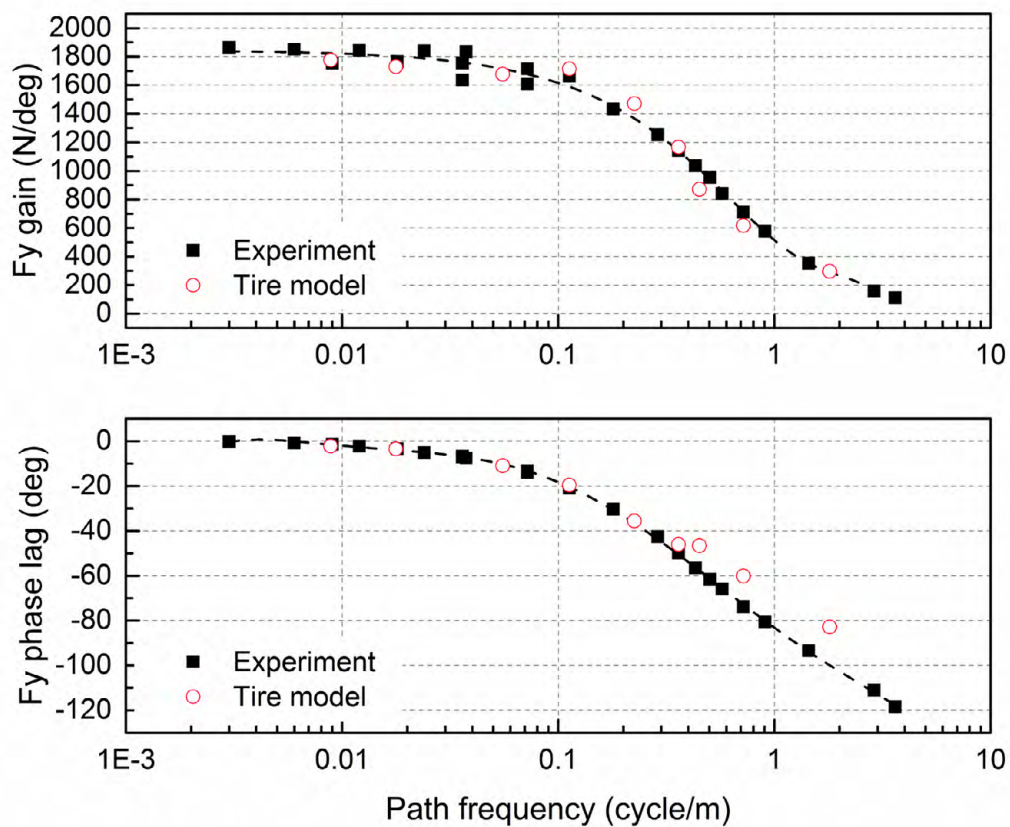 Fy gain (N/deg)
2000
1800
1600
1400
1200
1000
800
600
400
200
0
Experiment
Tire model
1E-3 0.01 0.1 1 10
Fy phase lag (deg)
0
-20
-40
-60
-80
-100
-120
Experiment
Tire model
1E-3 0.01 0.1 1 10
Path frequency (cycle/m)